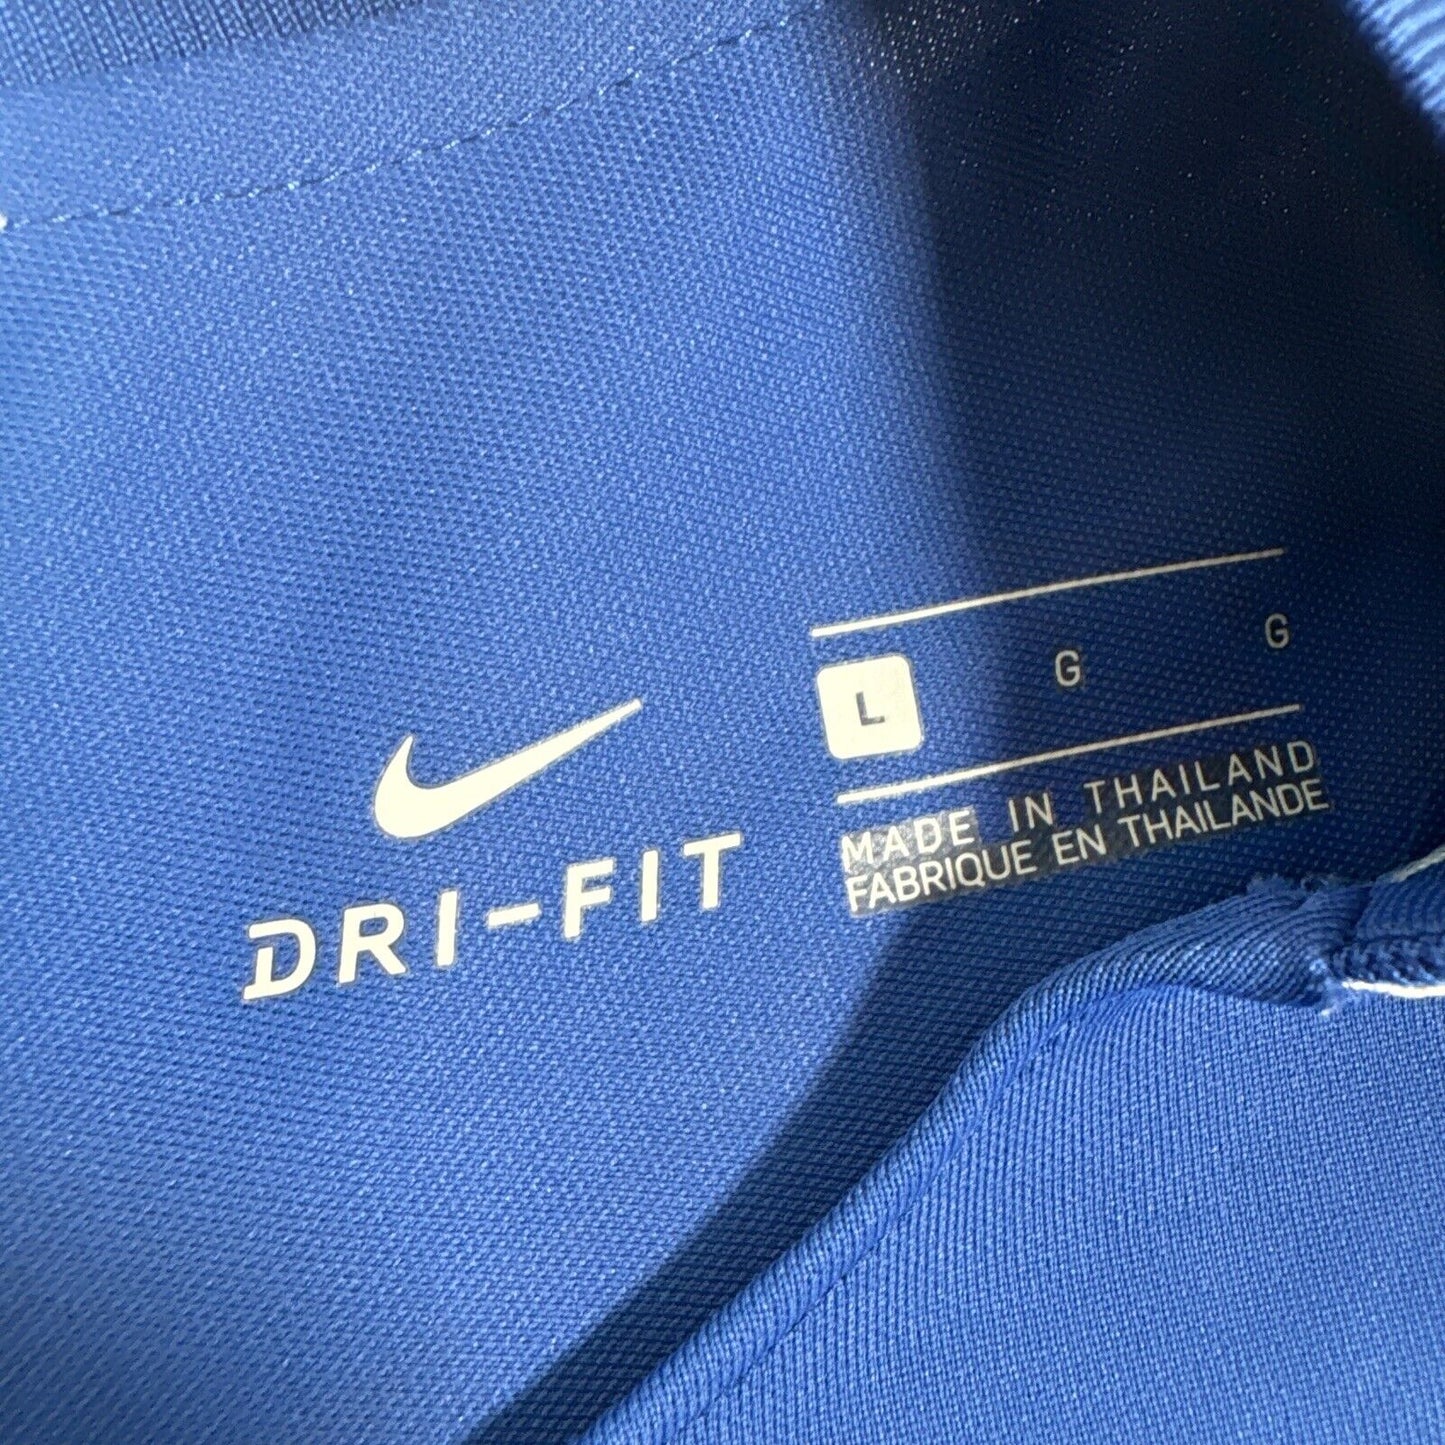 DRI-FIT
L G G
MADE IN THAILAND
FABRIQUE EN THAILANDE